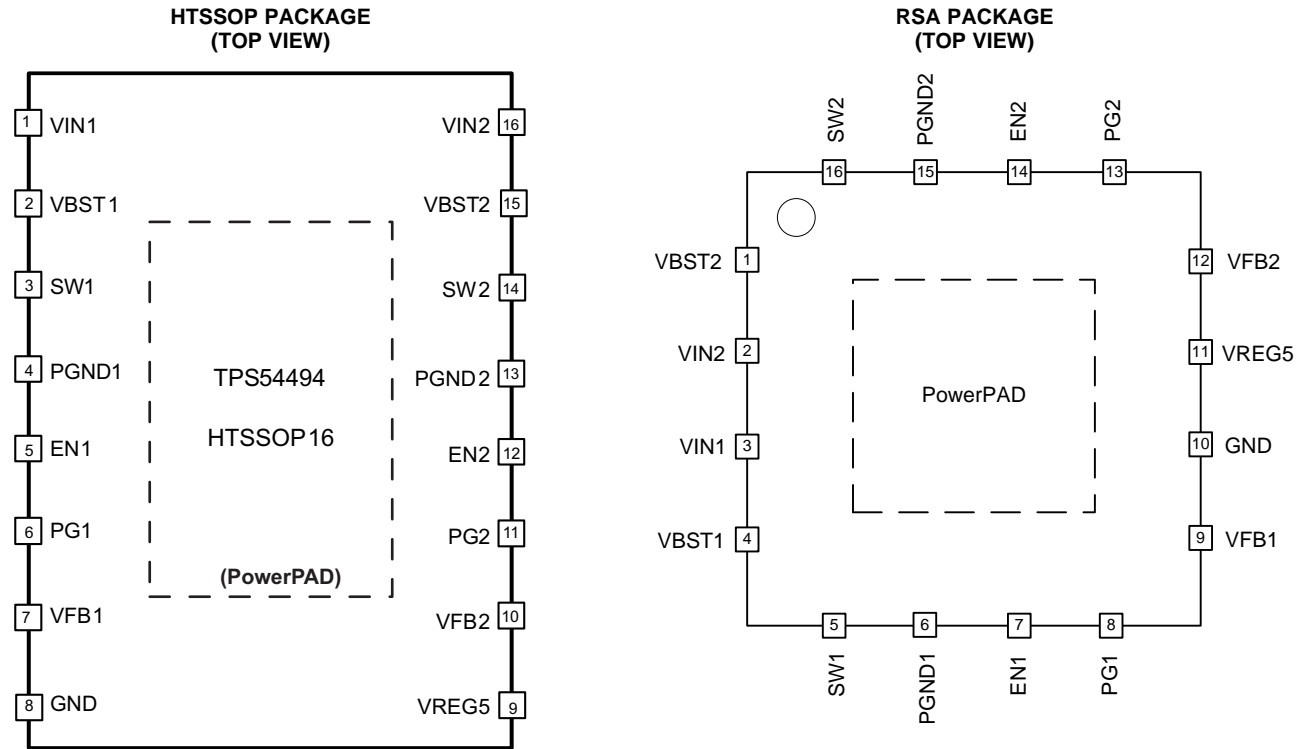 HTSSOP PACKAGE
(TOP VIEW)
1 VIN1
VIN2 16
2 VBST1
VBST2 15
3 SW1
SW2 14
4 PGND1
PGND2 13
5 EN1
EN2 12
6 PG1
PG2 11
7 VFB1
VFB2 10
8 GND
VREG5 9
TPS54494
HTSSOP16
(PowerPAD)
RSA PACKAGE
(TOP VIEW)
SW2
PGND2
EN2
PG2
16
15
14
13
VBST2 1
12 VFB2
VIN2 2
11 VREG5
PowerPAD
VIN1 3
10 GND
VBST1 4
9 VFB1
5
6
7
8
SW1
PGND1
EN1
PG1